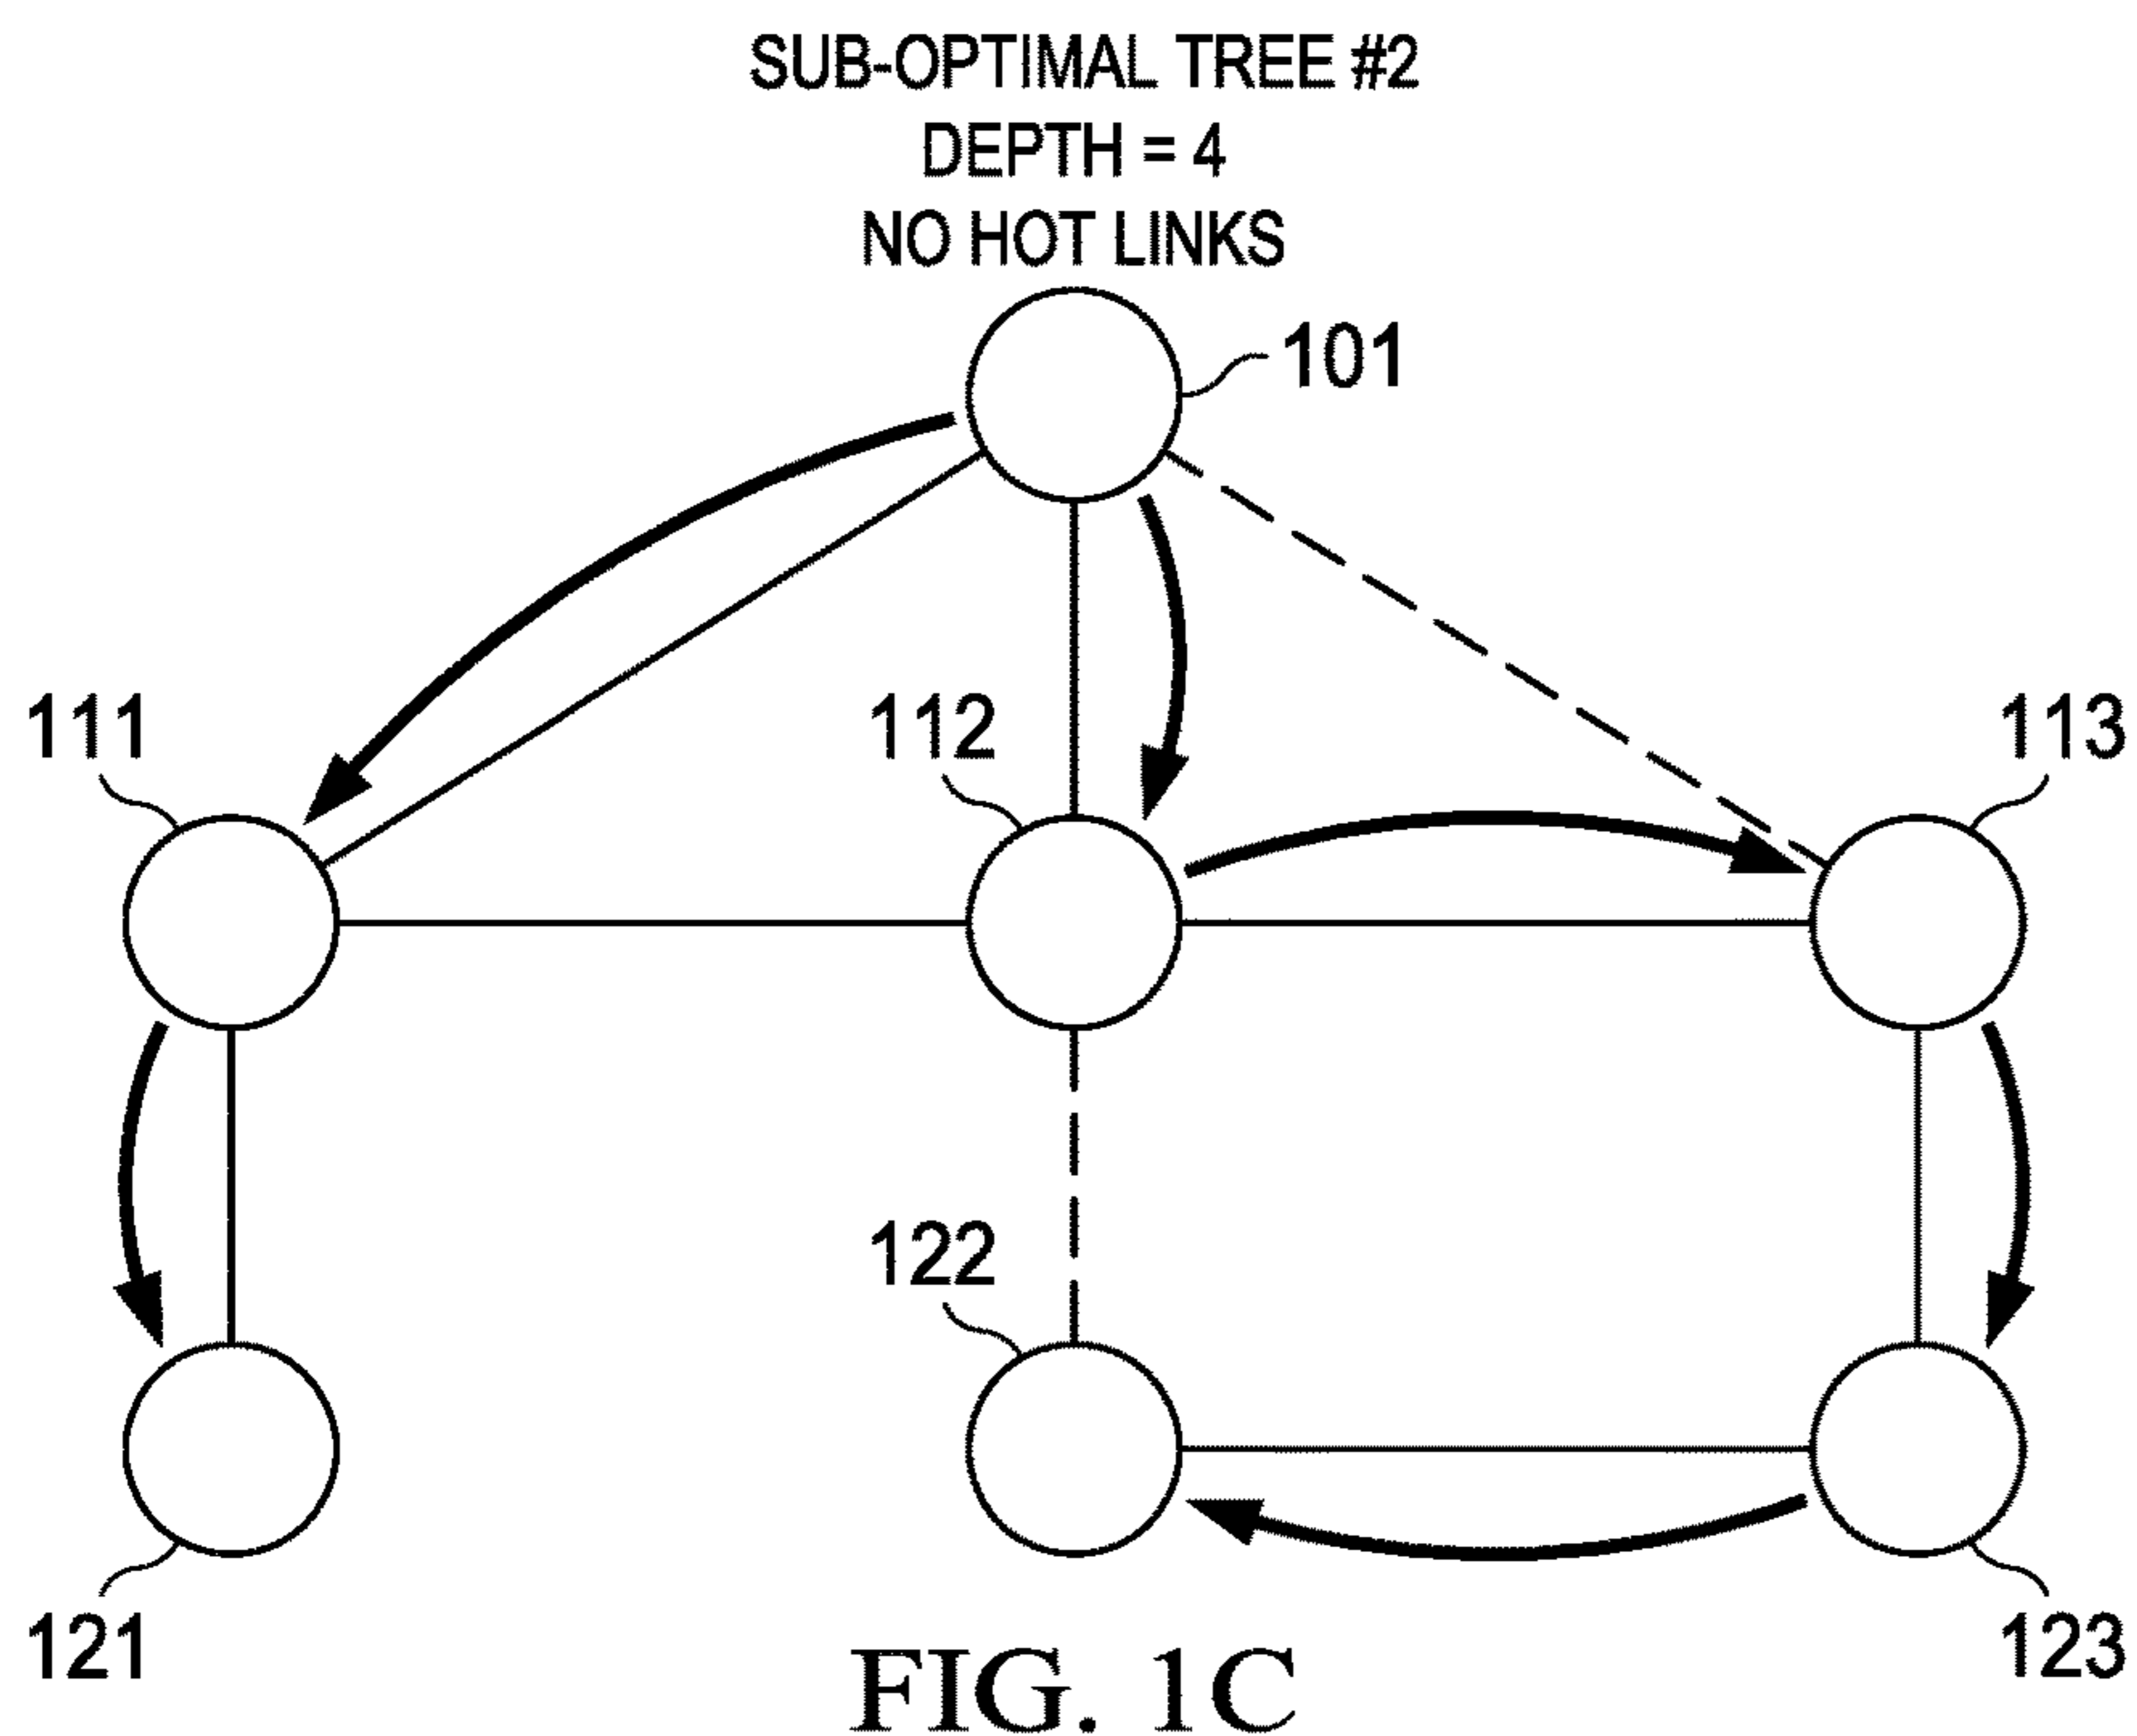 SUB-OPTIMAL TREE #2
DEPTH = 4
NO HOT LINKS
101
111
112
113
122
121
123
FIG. 1C